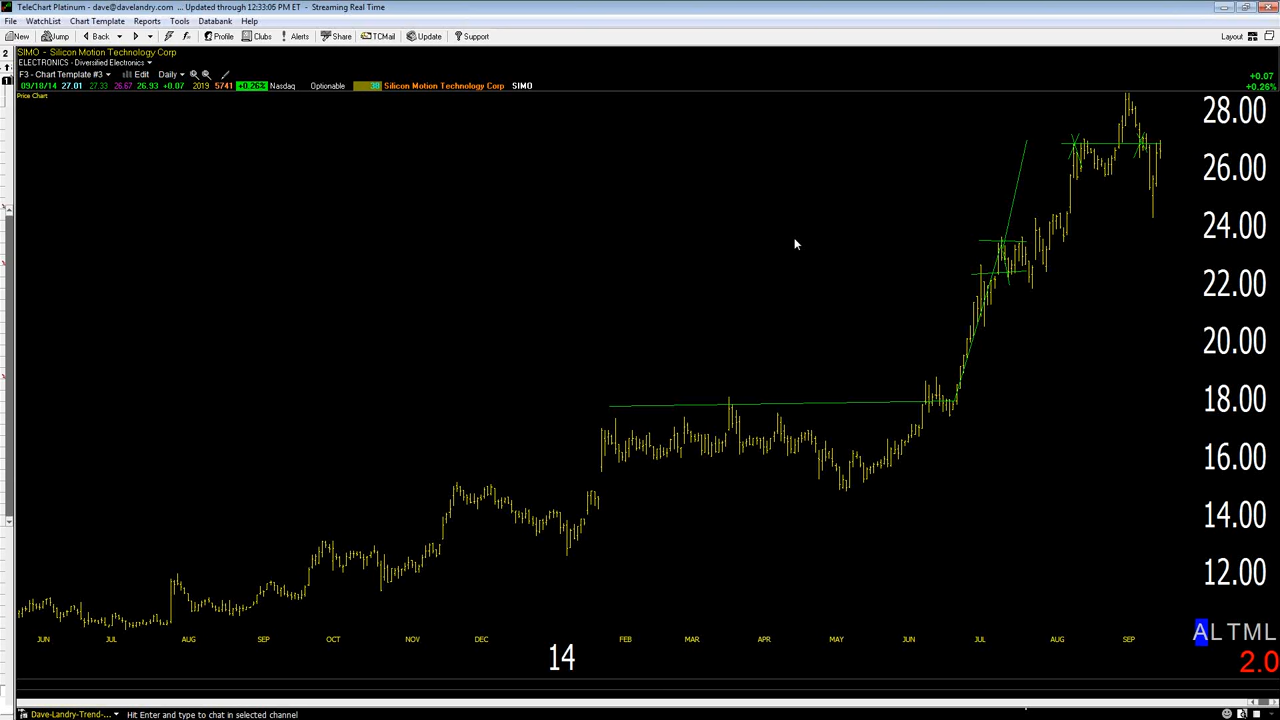 TeleChart Platinum - dave@davelandry.com ... Updated through 12:33:05 PM ET - Streaming Real Time
File WatchList Chart Template Reports Tools Databank Help
New Jump Back Profile Clubs Alerts Share TCMail Update Support Layout
2 SIMO - Silicon Motion Technology Corp
ELECTRONICS - Diversified Electronics
F3 - Chart Template #3 Edit Daily
1
+0.07
09/18/14 27.01 27.33 26.67 26.93 +0.07 2019 5741 +0.26% Nasdaq Optionable 38 Silicon Motion Technology Corp SIMO +0.26%
Price Chart
28.00
26.00
24.00
22.00
20.00
18.00
16.00
14.00
12.00
JUN JUL AUG SEP OCT NOV DEC 14 FEB MAR APR MAY JUN JUL AUG SEP
ALTML
2.0
Dave-Landry-Trend-... Hit Enter and type to chat in selected channel